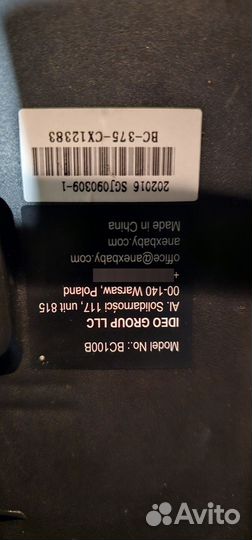 Model No.: BC100B
IDEO GROUP LLC
Al. Solidarności 117, unit 815
00-140 Warsaw, Poland
+
office@anexbaby.com
anexbaby.com
Made in China
202016 SGJ090309-1
BC-375-CX12383
Avito